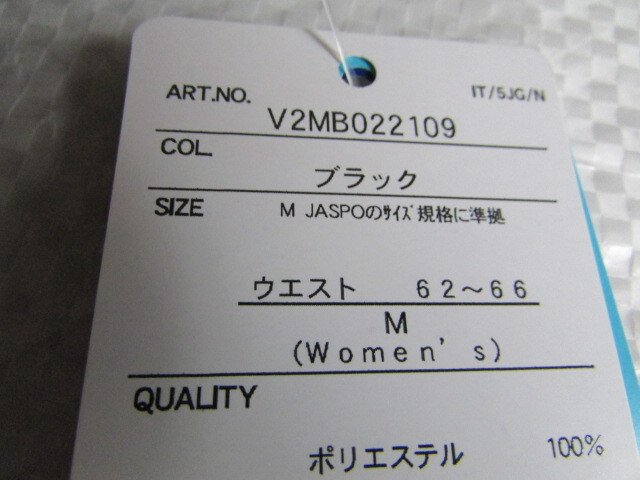 ART.NO. IT/5JG/N
V2MB022109
COL.
ブラック
SIZE M JASPOのサイズ規格に準拠
ウエスト 62～66
M
(Women's)
QUALITY
ポリエステル 100%